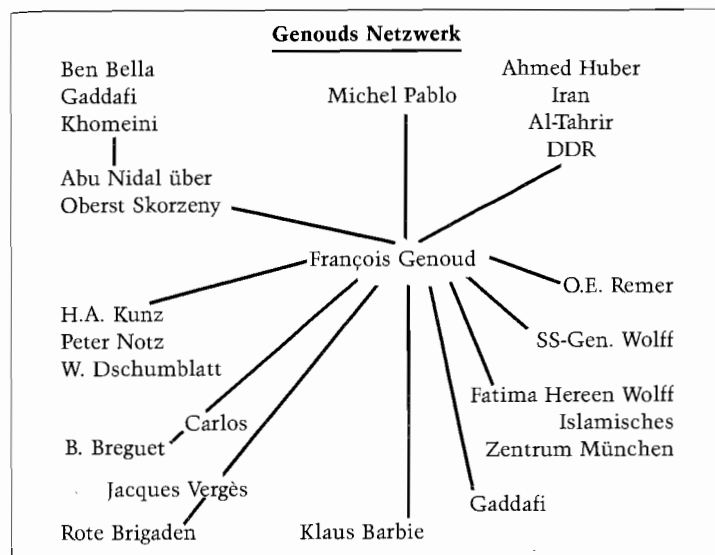 Genouds Netzwerk
Ben Bella
Gaddafi
Khomeini
Abu Nidal über
Oberst Skorzeny
Michel Pablo
Ahmed Huber
Iran
Al-Tahrir
DDR
François Genoud
H.A. Kunz
Peter Notz
W. Dschumblatt
O.E. Remer
SS-Gen. Wolff
Fatima Hereen Wolff
Islamisches
Zentrum München
Carlos
B. Breguet
Jacques Vergès
Rote Brigaden
Klaus Barbie
Gaddafi